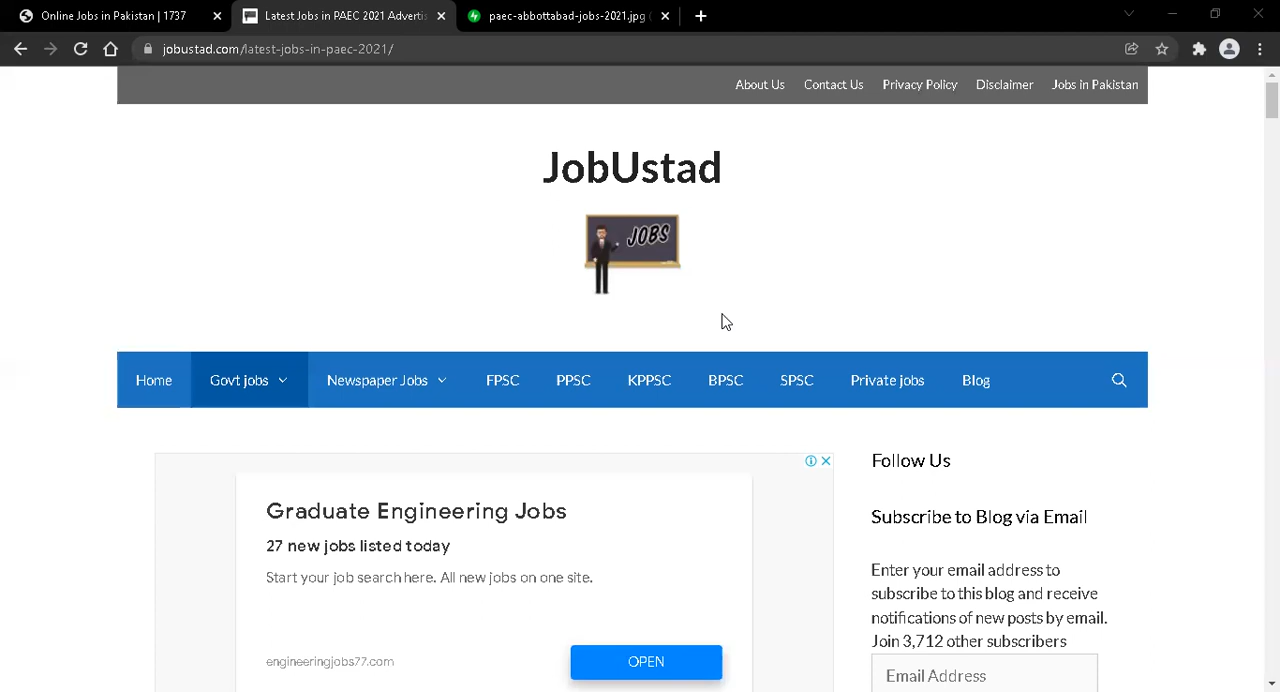 Online Jobs in Pakistan | 1737
Latest Jobs in PAEC 2021 Advertis
paec-abbottabad-jobs-2021.jpg (
jobustad.com/latest-jobs-in-paec-2021/
About Us Contact Us Privacy Policy Disclaimer Jobs in Pakistan
JobUstad
JOBS
Home Govt jobs Newspaper Jobs FPSC PPSC KPPSC BPSC SPSC Private jobs Blog
Graduate Engineering Jobs
27 new jobs listed today
Start your job search here. All new jobs on one site.
engineeringjobs77.com
OPEN
Follow Us
Subscribe to Blog via Email
Enter your email address to
subscribe to this blog and receive
notifications of new posts by email.
Join 3,712 other subscribers
Email Address